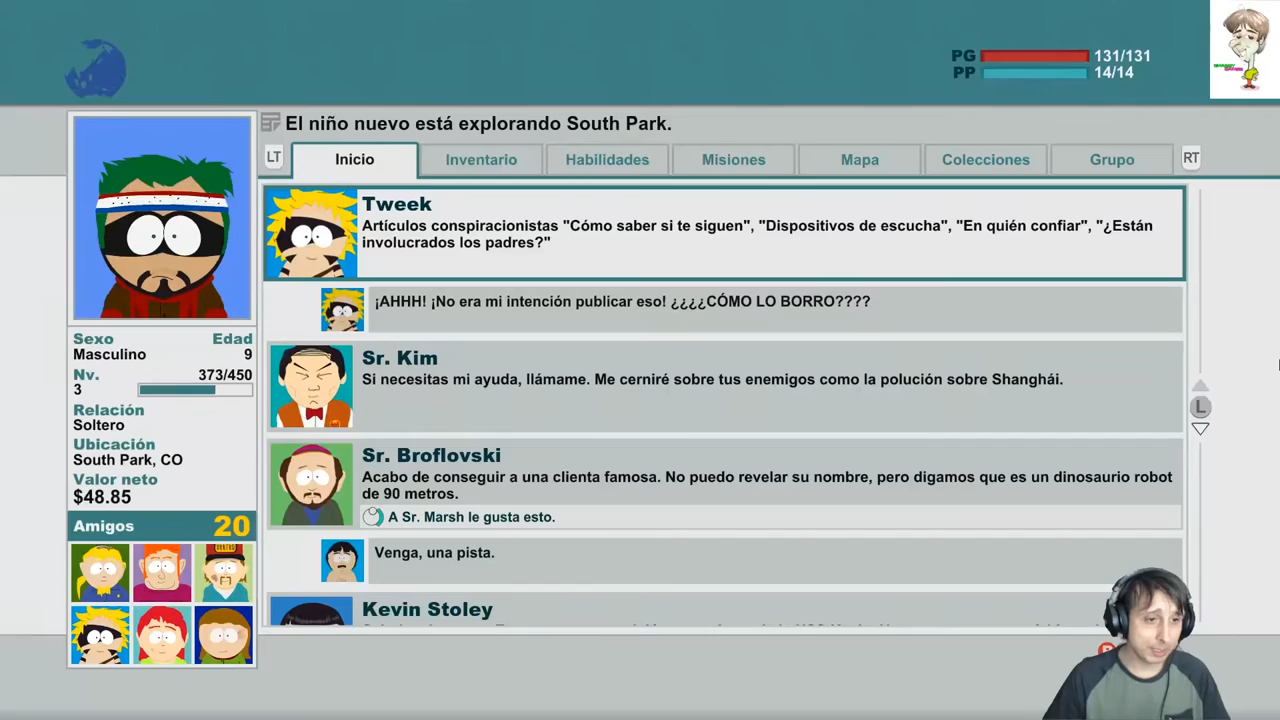 PG 131/131
PP 14/14
El niño nuevo está explorando South Park.
LT Inicio Inventario Habilidades Misiones Mapa Colecciones Grupo RT
Tweek
Artículos conspiracionistas "Cómo saber si te siguen", "Dispositivos de escucha", "En quién confiar", "¿Están
involucrados los padres?"
¡AHHH! ¡No era mi intención publicar eso! ¿¿¿¿CÓMO LO BORRO????
Sr. Kim
Si necesitas mi ayuda, llámame. Me cerniré sobre tus enemigos como la polución sobre Shanghái.
Sr. Broflovski
Acabo de conseguir a una clienta famosa. No puedo revelar su nombre, pero digamos que es un dinosaurio robot
de 90 metros.
A Sr. Marsh le gusta esto.
Venga, una pista.
Kevin Stoley
L
Sexo Edad
Masculino 9
Nv. 373/450
3
Relación
Soltero
Ubicación
South Park, CO
Valor neto
$48.85
Amigos 20